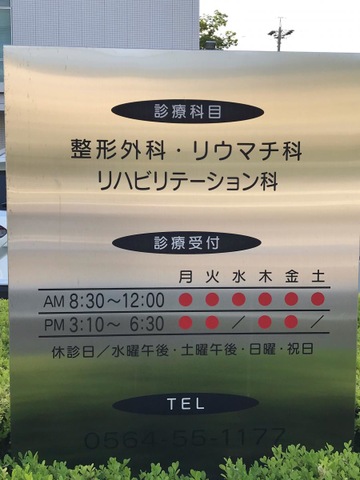 診療科目
整形外科・リウマチ科
リハビリテーション科
診療受付
月 火 水 木 金 土
AM 8:30～12:00 ●●●●●●
PM 3:10～ 6:30 ●●／●●／
休診日／水曜午後・土曜午後・日曜・祝日
TEL
0564-55-1177